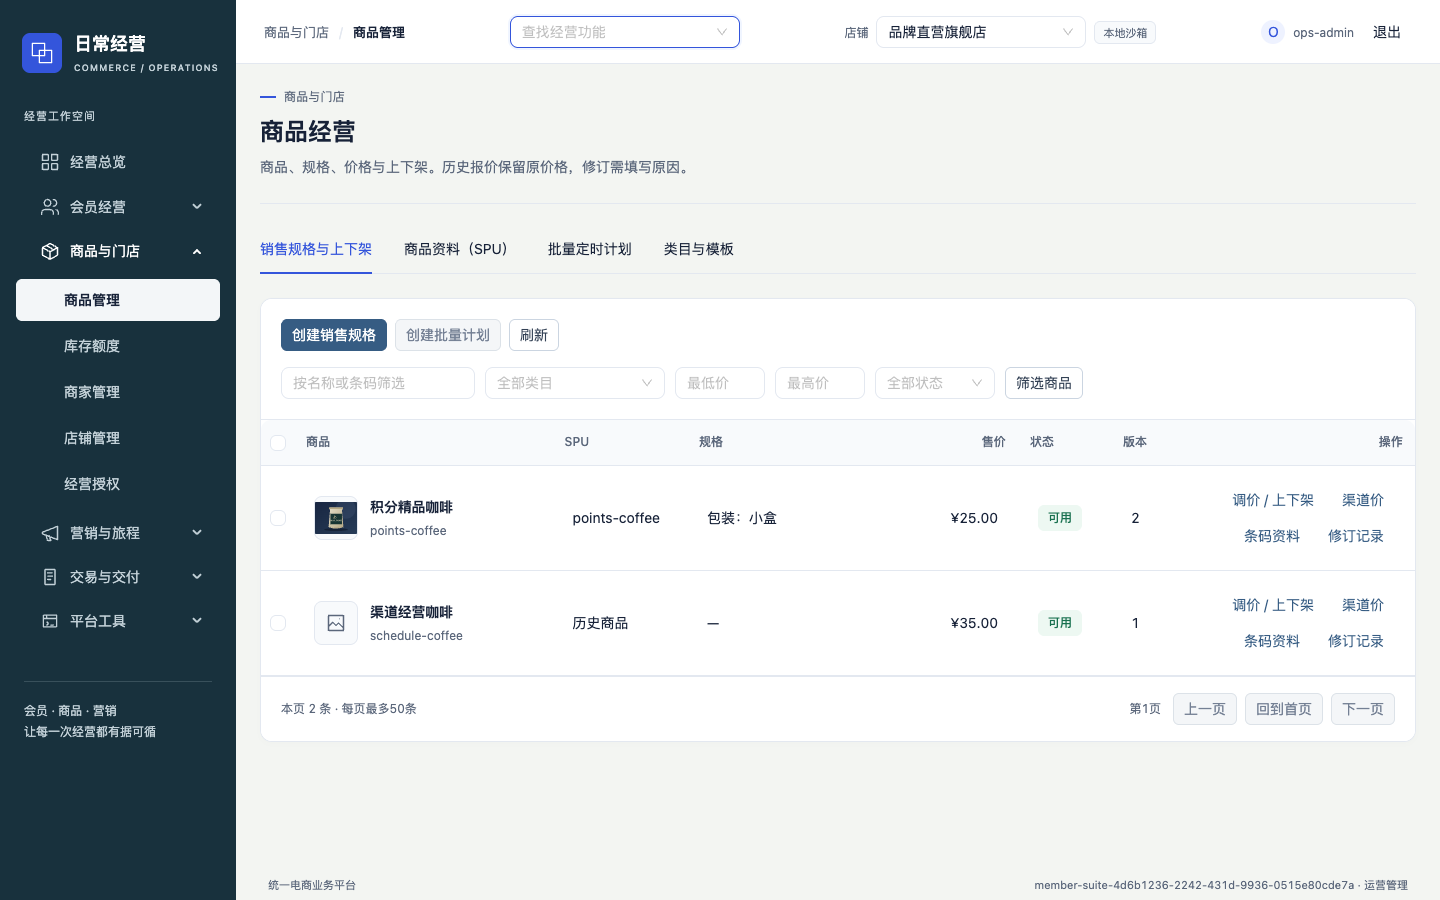 日常经营
COMMERCE / OPERATIONS
经营工作空间
经营总览
会员经营
商品与门店
商品管理
库存额度
商家管理
店铺管理
经营授权
营销与旅程
交易与交付
平台工具
会员 · 商品 · 营销
让每一次经营都有据可循
商品与门店 / 商品管理
查找经营功能
店铺 品牌直营旗舰店 本地沙箱
O ops-admin 退出
商品与门店
商品经营
商品、规格、价格与上下架。历史报价保留原价格，修订需填写原因。
销售规格与上下架 商品资料（SPU） 批量定时计划 类目与模板
创建销售规格 创建批量计划 刷新
按名称或条码筛选 全部类目 最低价 最高价 全部状态 筛选商品
商品 SPU 规格 售价 状态 版本 操作
积分精品咖啡
points-coffee
points-coffee 包装：小盒 ¥25.00 可用 2
调价 / 上下架 渠道价
条码资料 修订记录
渠道经营咖啡
schedule-coffee
历史商品 — ¥35.00 可用 1
调价 / 上下架 渠道价
条码资料 修订记录
本页 2 条 · 每页最多50条
第1页 上一页 回到首页 下一页
统一电商业务平台
member-suite-4d6b1236-2242-431d-9936-0515e80cde7a · 运营管理